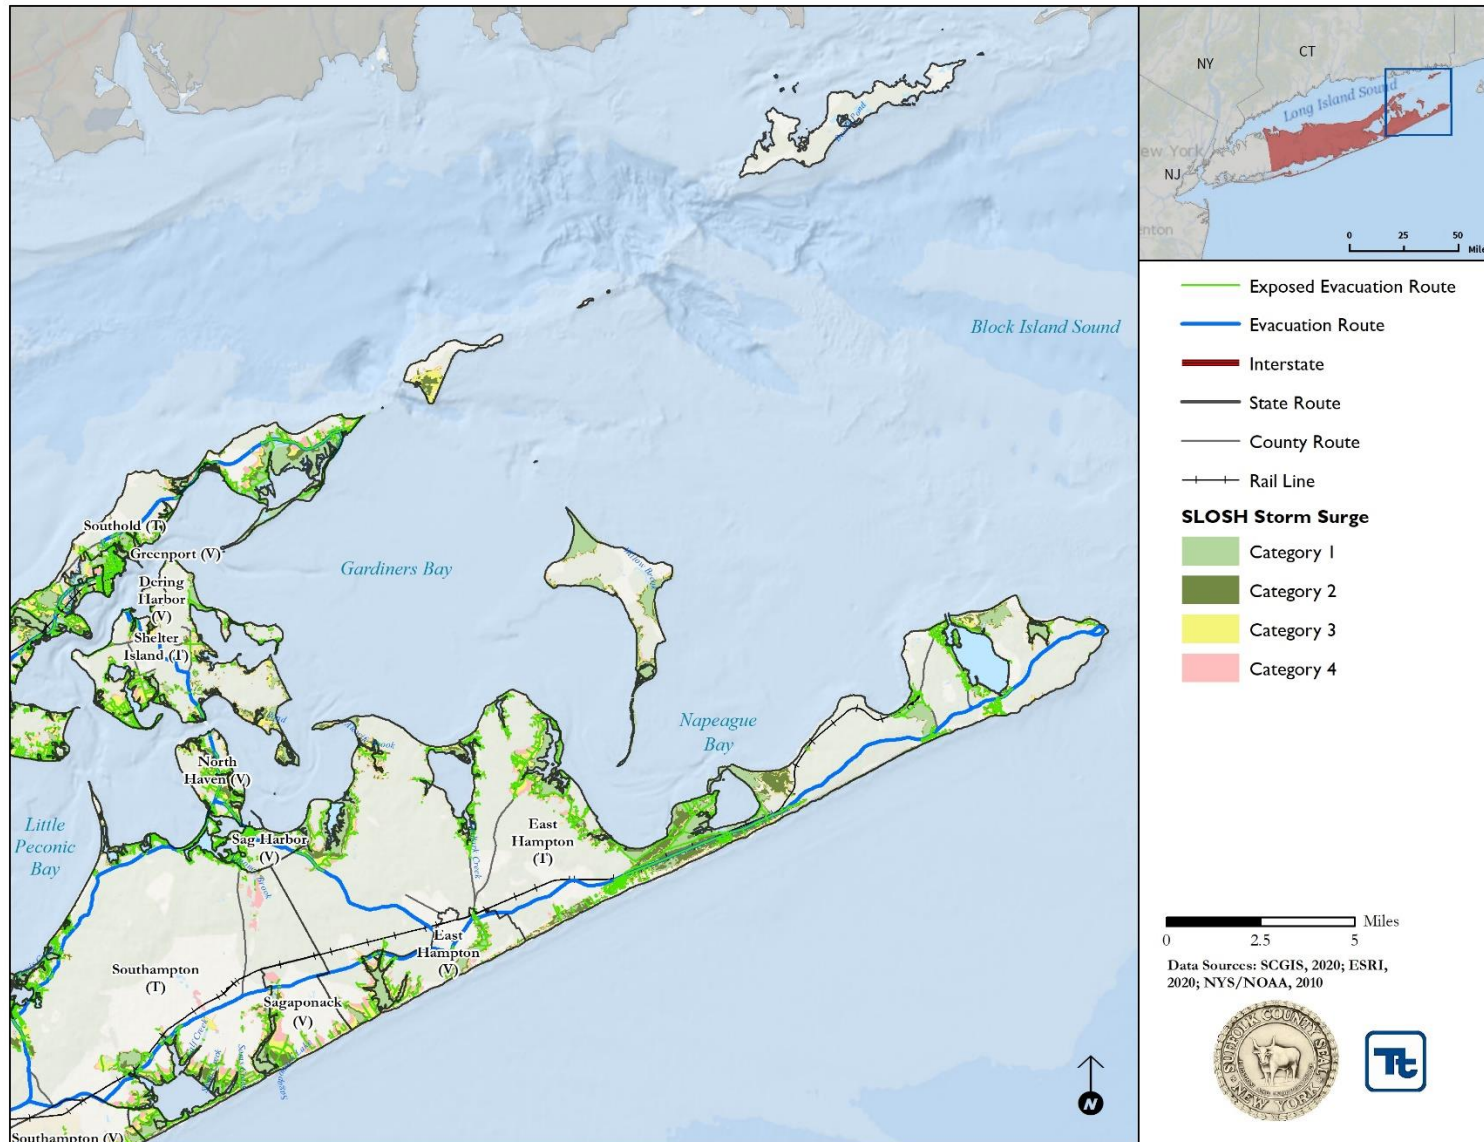 Block Island Sound
Southold (T)
Greenport (V)
Gardiners Bay
Dering
Harbor
(V)
Shelter
Island (T)
Napeague
Bay
North
Haven (V)
Little
Peconic
Bay
Sag Harbor
(V)
East
Hampton
(T)
East
Hampton
(V)
Southampton
(T)
Sagaponack
(V)
Southampton (V)
N
NY
CT
Long Island Sound
ew York
NJ
enton
0 25 50
Mile
Exposed Evacuation Route
Evacuation Route
Interstate
State Route
County Route
Rail Line
SLOSH Storm Surge
Category 1
Category 2
Category 3
Category 4
Miles
0 2.5 5
Data Sources: SCGIS, 2020; ESRI,
2020; NYS/NOAA, 2010
SUFFOLK COUNTY SEAL
NEW YORK
Tt